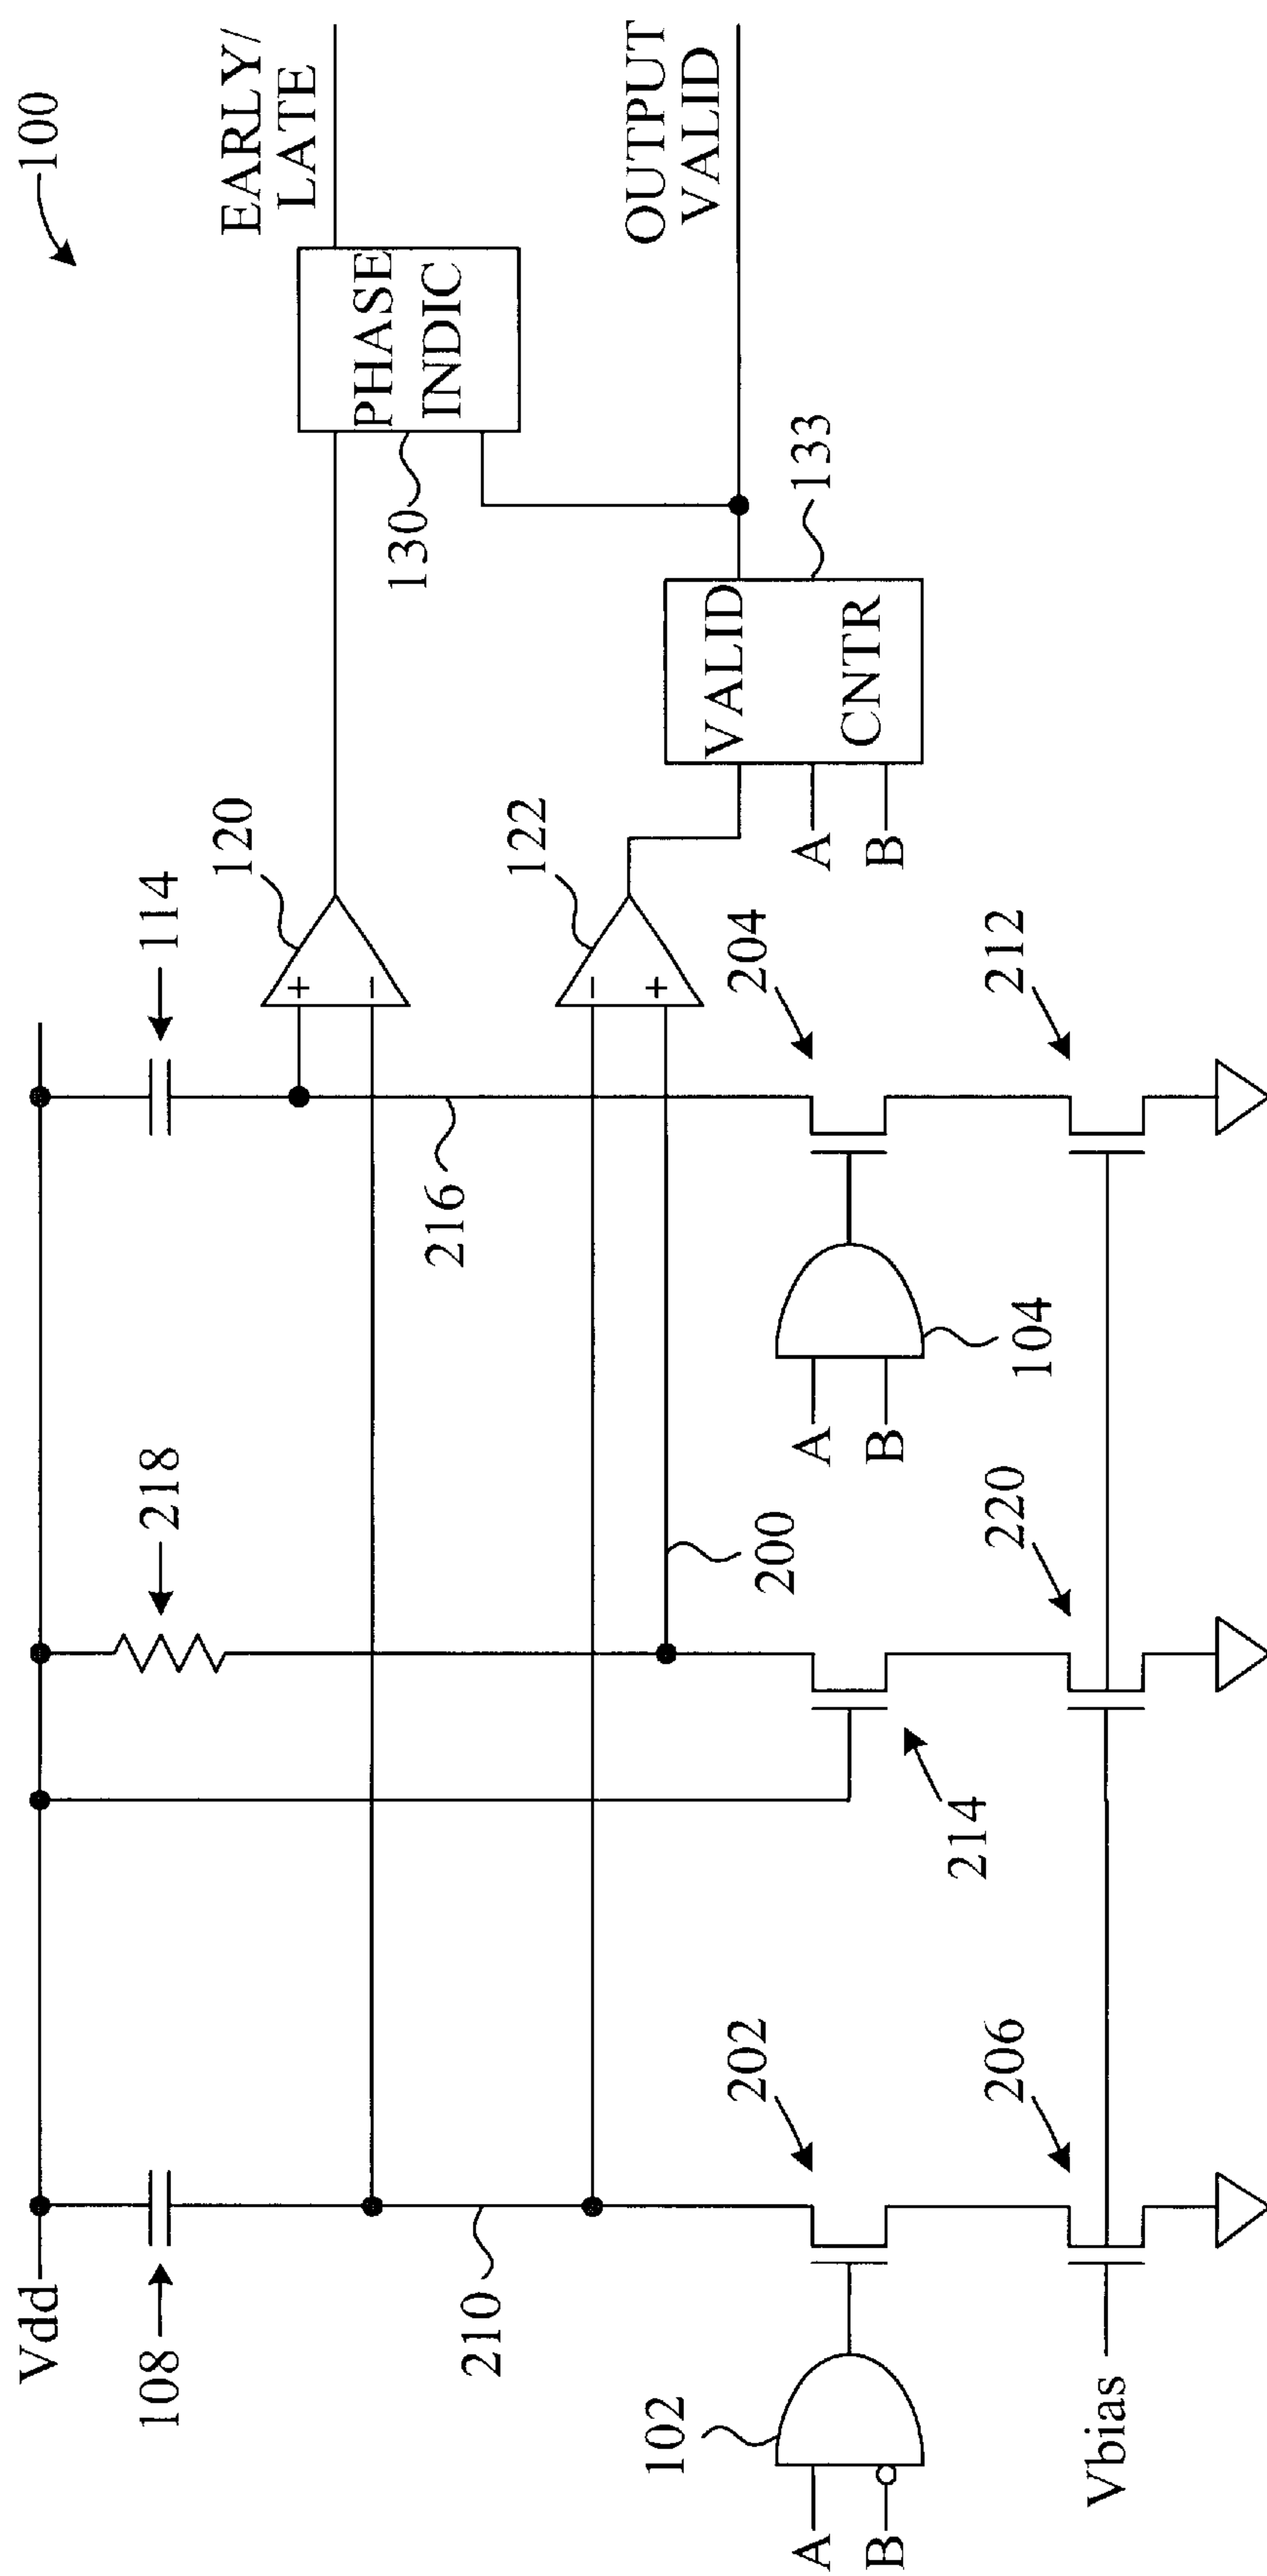 100
EARLY/
LATE
OUTPUT
VALID
PHASE
INDIC
130
VALID
CNTR
133
A
B
120
+
−
122
−
+
114
204
212
216
A
B
104
218
200
220
214
Vdd
108
210
202
206
102
A
B
Vbias